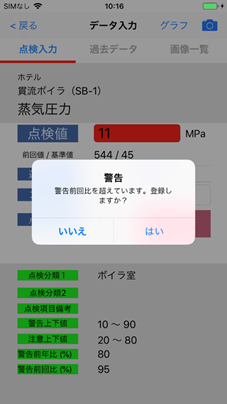 SIMなし 10:16
＜戻る データ入力 グラフ
点検入力 過去データ 画像一覧
ホテル
貫流ボイラ（SB-1）
蒸気圧力
点検値 11 MPa
前回値 / 基準値 544 / 45
警告
警告前回比を超えています。登録し
ますか？
いいえ はい
点検分類１ ボイラ室
点検分類2
点検項目備考
警告上下値 10 〜 90
注意上下値 20 〜 80
警告前年比 (%) 80
警告前回比 (%) 95